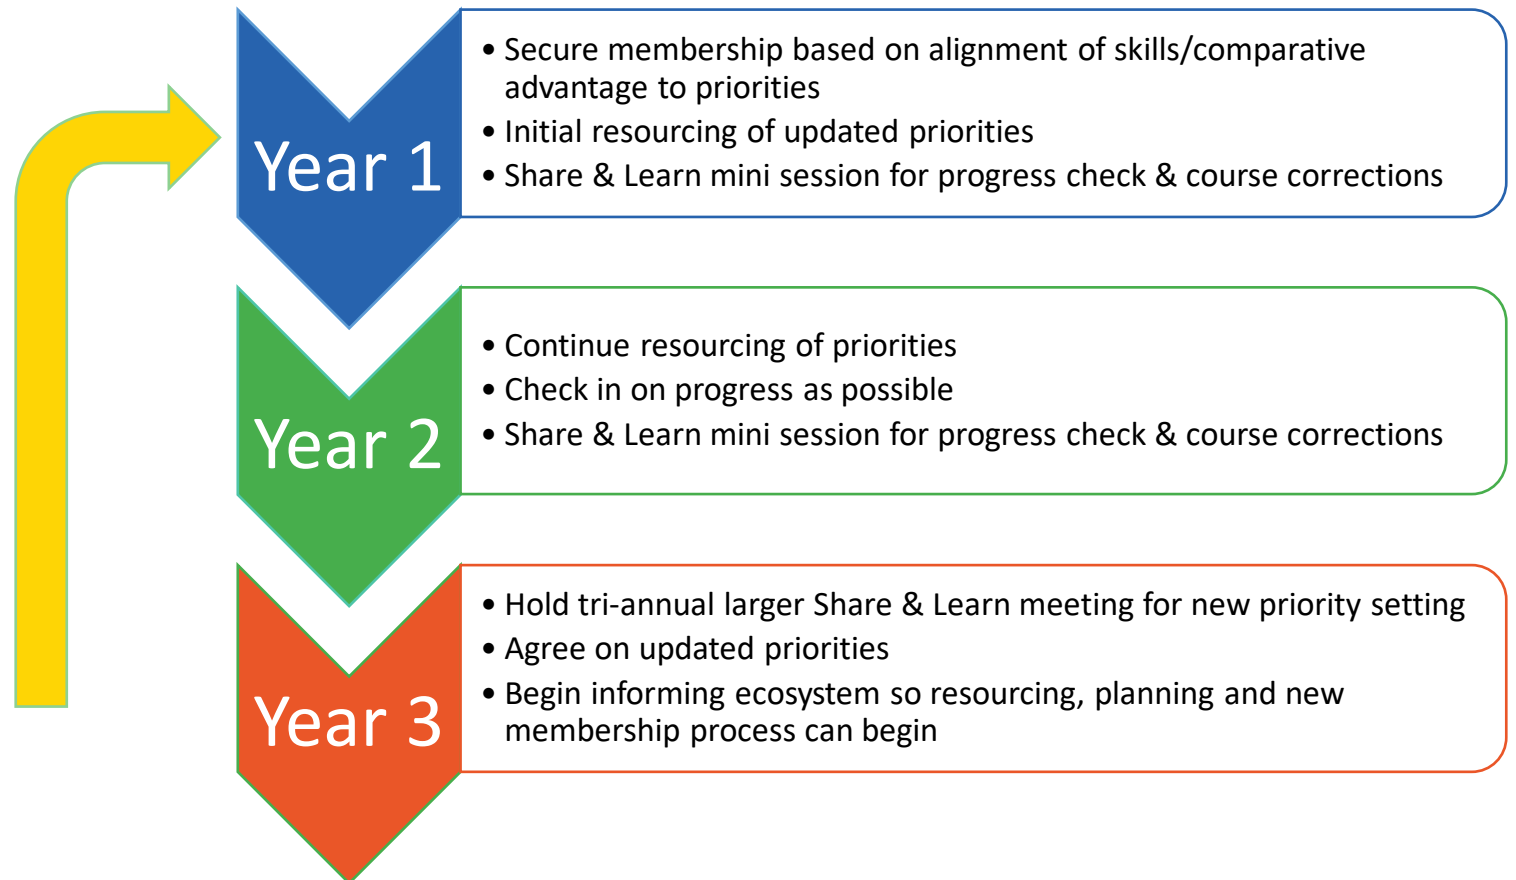 Year 1
• Secure membership based on alignment of skills/comparative
advantage to priorities
• Initial resourcing of updated priorities
• Share & Learn mini session for progress check & course corrections
Year 2
• Continue resourcing of priorities
• Check in on progress as possible
• Share & Learn mini session for progress check & course corrections
Year 3
• Hold tri-annual larger Share & Learn meeting for new priority setting
• Agree on updated priorities
• Begin informing ecosystem so resourcing, planning and new
membership process can begin